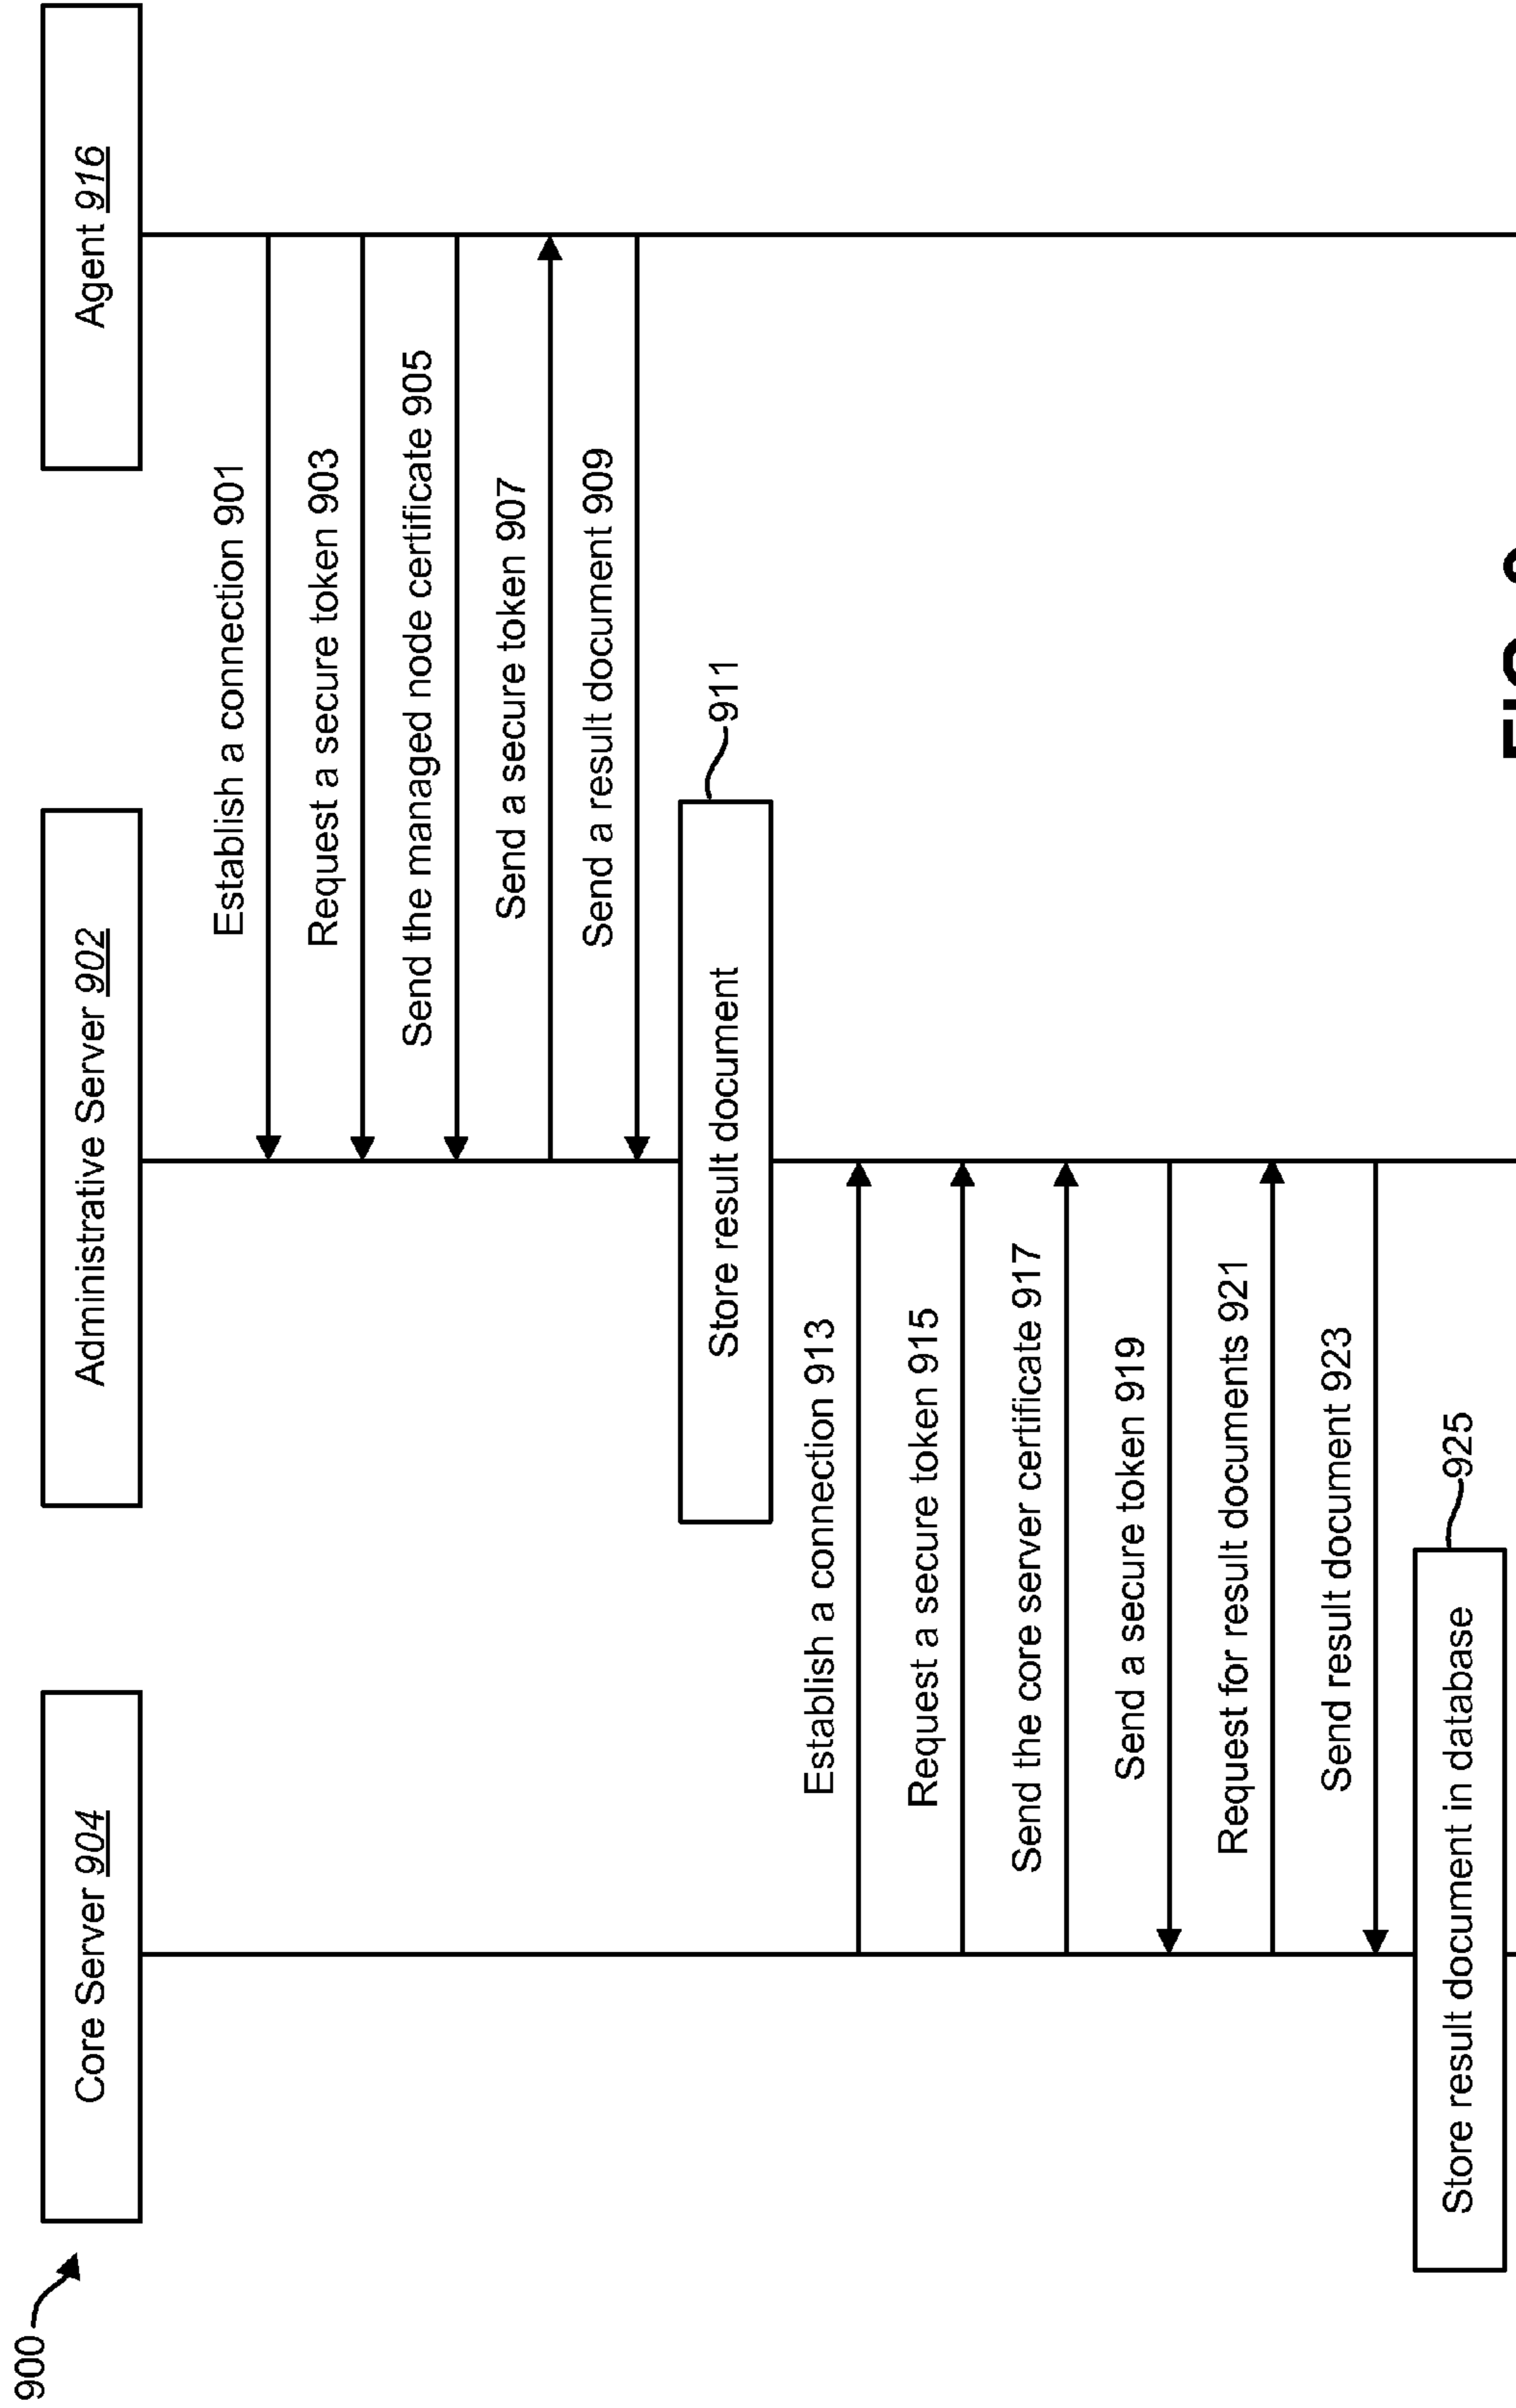 900
Core Server 904
Administrative Server 902
Agent 916
Establish a connection 901
Request a secure token 903
Send the managed node certificate 905
Send a secure token 907
Send a result document 909
Store result document
911
Establish a connection 913
Request a secure token 915
Send the core server certificate 917
Send a secure token 919
Request for result documents 921
Send result document 923
Store result document in database
925
FIG.